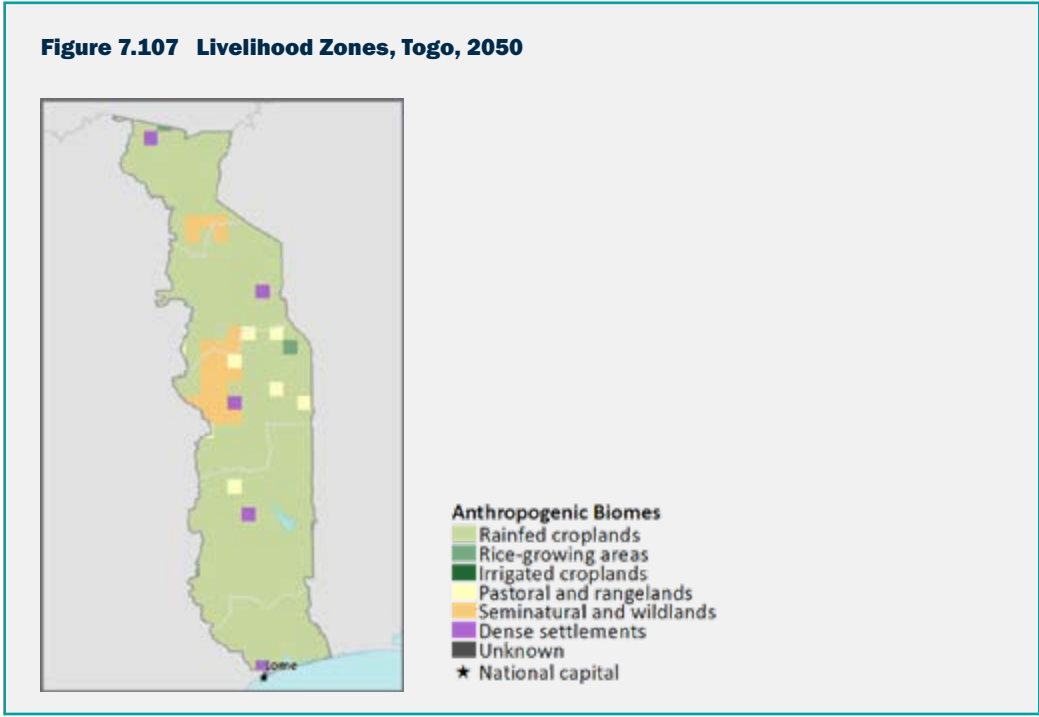 Figure 7.107 Livelihood Zones, Togo, 2050
Lome
Anthropogenic Biomes
Rainfed croplands
Rice-growing areas
Irrigated croplands
Pastoral and rangelands
Seminatural and wildlands
Dense settlements
Unknown
National capital